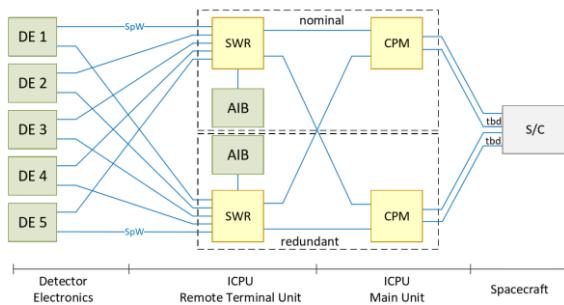 DE 1
SpW
SWR
nominal
CPM
DE 2
AIB
DE 3
tbd
S/C
tbd
AIB
DE 4
SWR
CPM
DE 5
SpW
redundant
Detector
Electronics
ICPU
Remote Terminal Unit
ICPU
Main Unit
Spacecraft